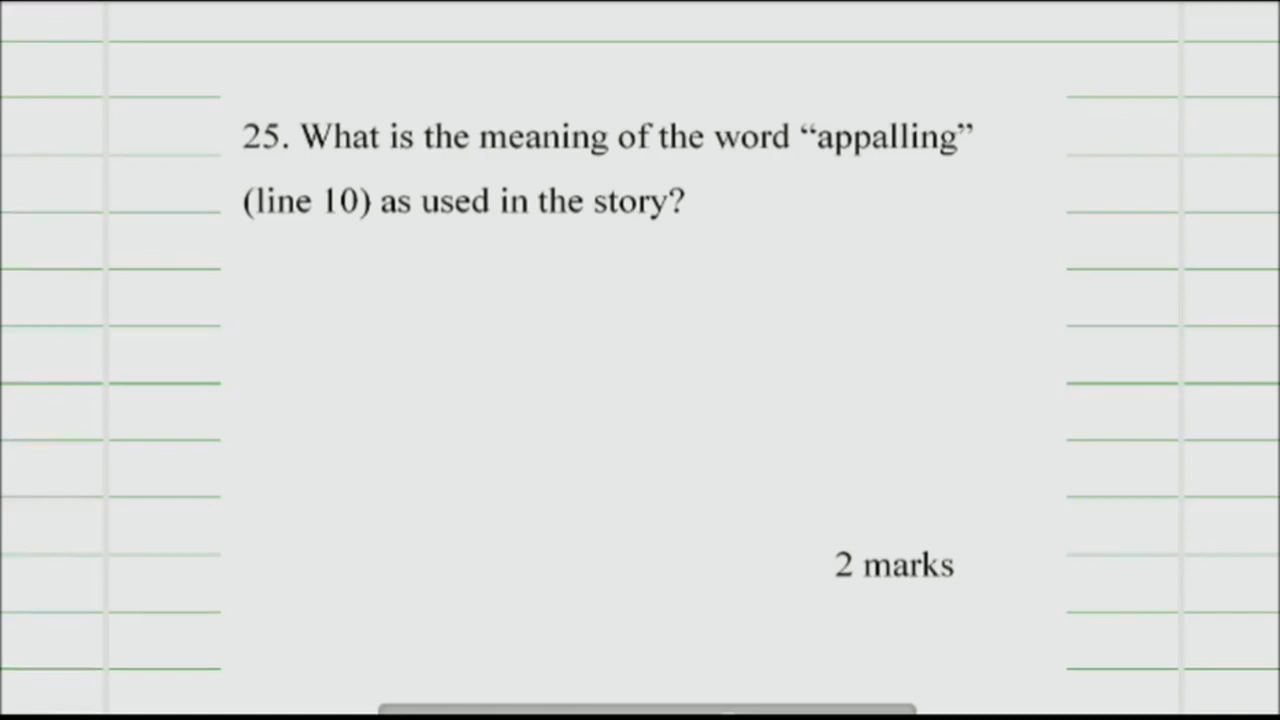 25. What is the meaning of the word “appalling”
(line 10) as used in the story?
2 marks